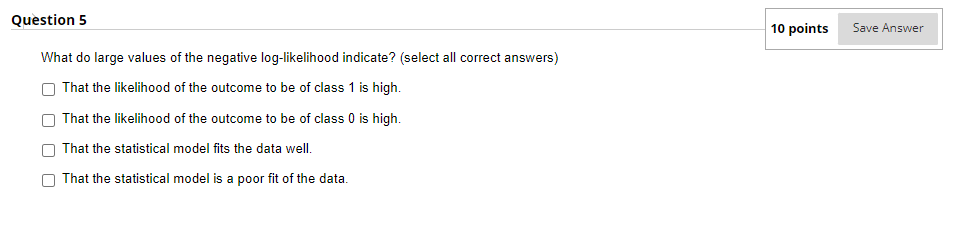 Question 5
10 points
Save Answer
What do large values of the negative log-likelihood indicate? (select all correct answers)
That the likelihood of the outcome to be of class 1 is high.
That the likelihood of the outcome to be of class 0 is high.
That the statistical model fits the data well.
That the statistical model is a poor fit of the data.